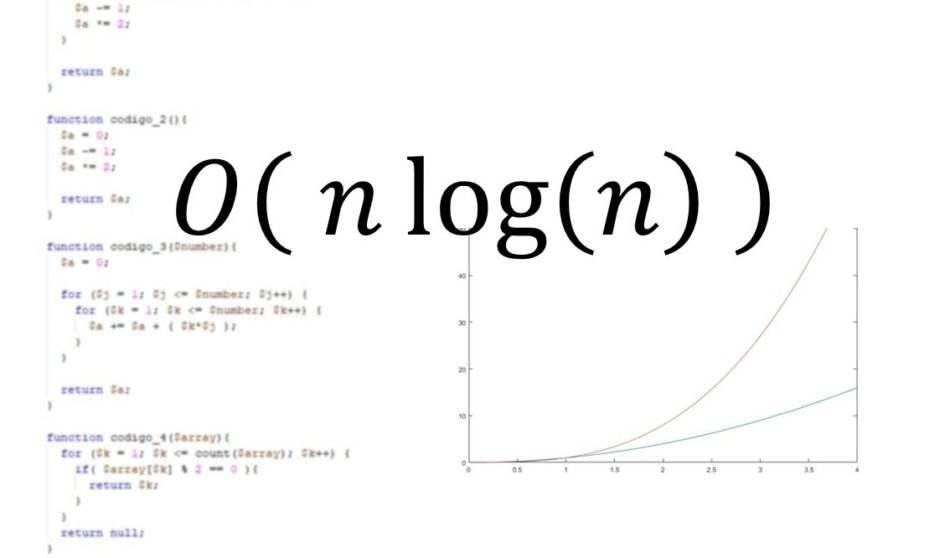 $a -= 1;
$a *= 2;
}
return $a;
}
function codigo_2(){
$a = 0;
$a -= 1;
$a *= 2;
return $a;
}
function codigo_3($number){
$a = 0;
for ($j = 1; $j <= $number; $j++) {
for ($k = 1; $k <= $number; $k++) {
$a += $a + ( $k*$j );
}
}
return $a;
}
function codigo_4($array){
for ($k = 1; $k <= count($array); $k++) {
if( $array[$k] % 2 == 0 ){
return $k;
}
}
return null;
}
O( n log(n) )
40
30
20
10
0
0 0.5 1 1.5 2 2.5 3 3.5 4